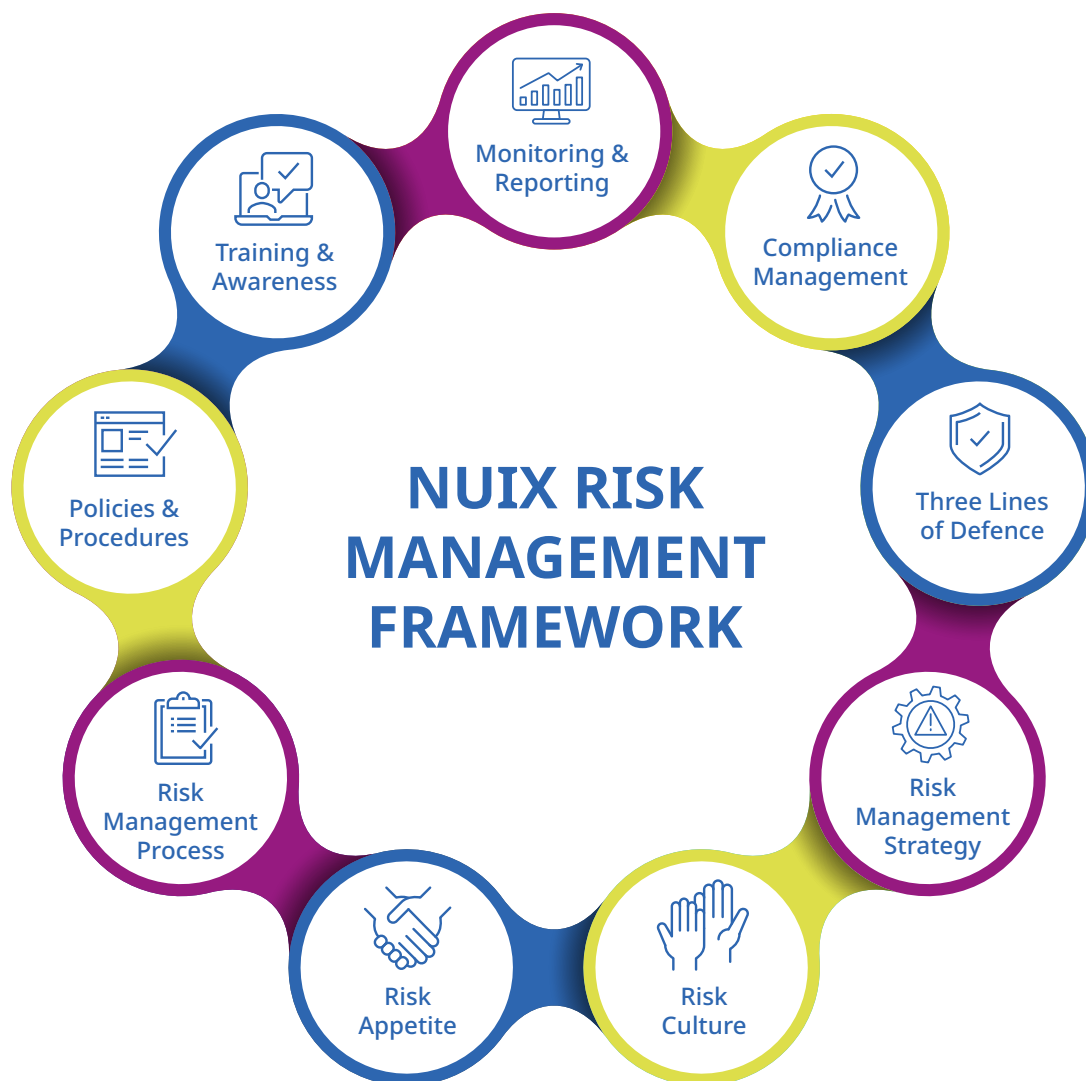 Monitoring &
Reporting
Compliance
Management
Three Lines
of Defence
Risk
Management
Strategy
Risk
Culture
Risk
Appetite
Risk
Management
Process
Policies &
Procedures
Training &
Awareness
NUIX RISK
MANAGEMENT
FRAMEWORK